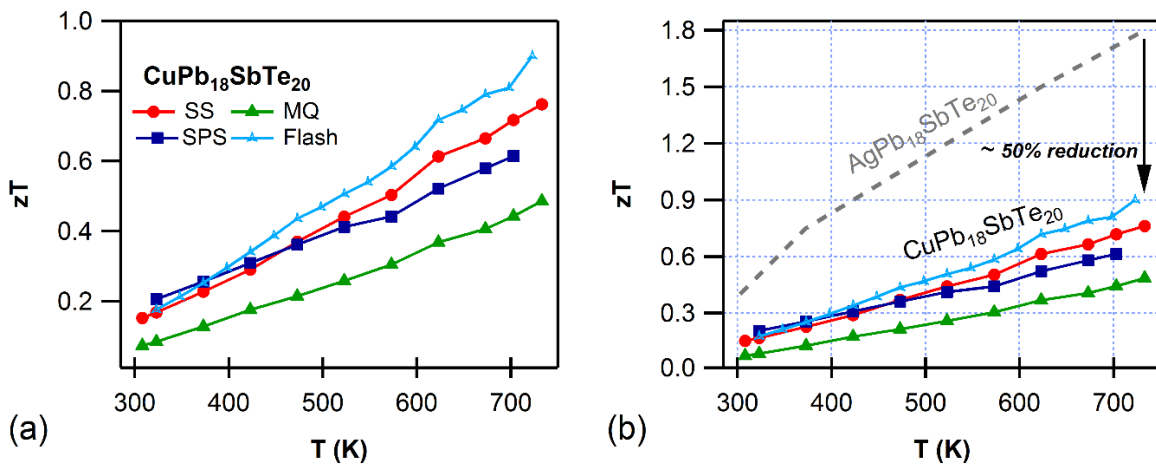 1.0
0.8
0.6
0.4
0.2
zT
CuPb₁₈SbTe₂₀
SS
MQ
SPS
Flash
300 400 500 600 700
(a)
T (K)
1.8
1.5
1.2
0.9
0.6
0.3
0.0
zT
AgPb₁₈SbTe₂₀
~ 50% reduction
CuPb₁₈SbTe₂₀
300 400 500 600 700
(b)
T (K)